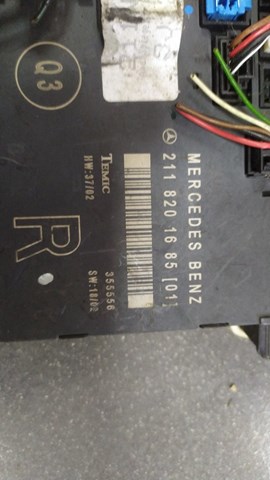 MERCEDES BENZ
211 820 16 85 [01]
TEMIC
HW:37/02
355556
SW:18/02
Q3
R